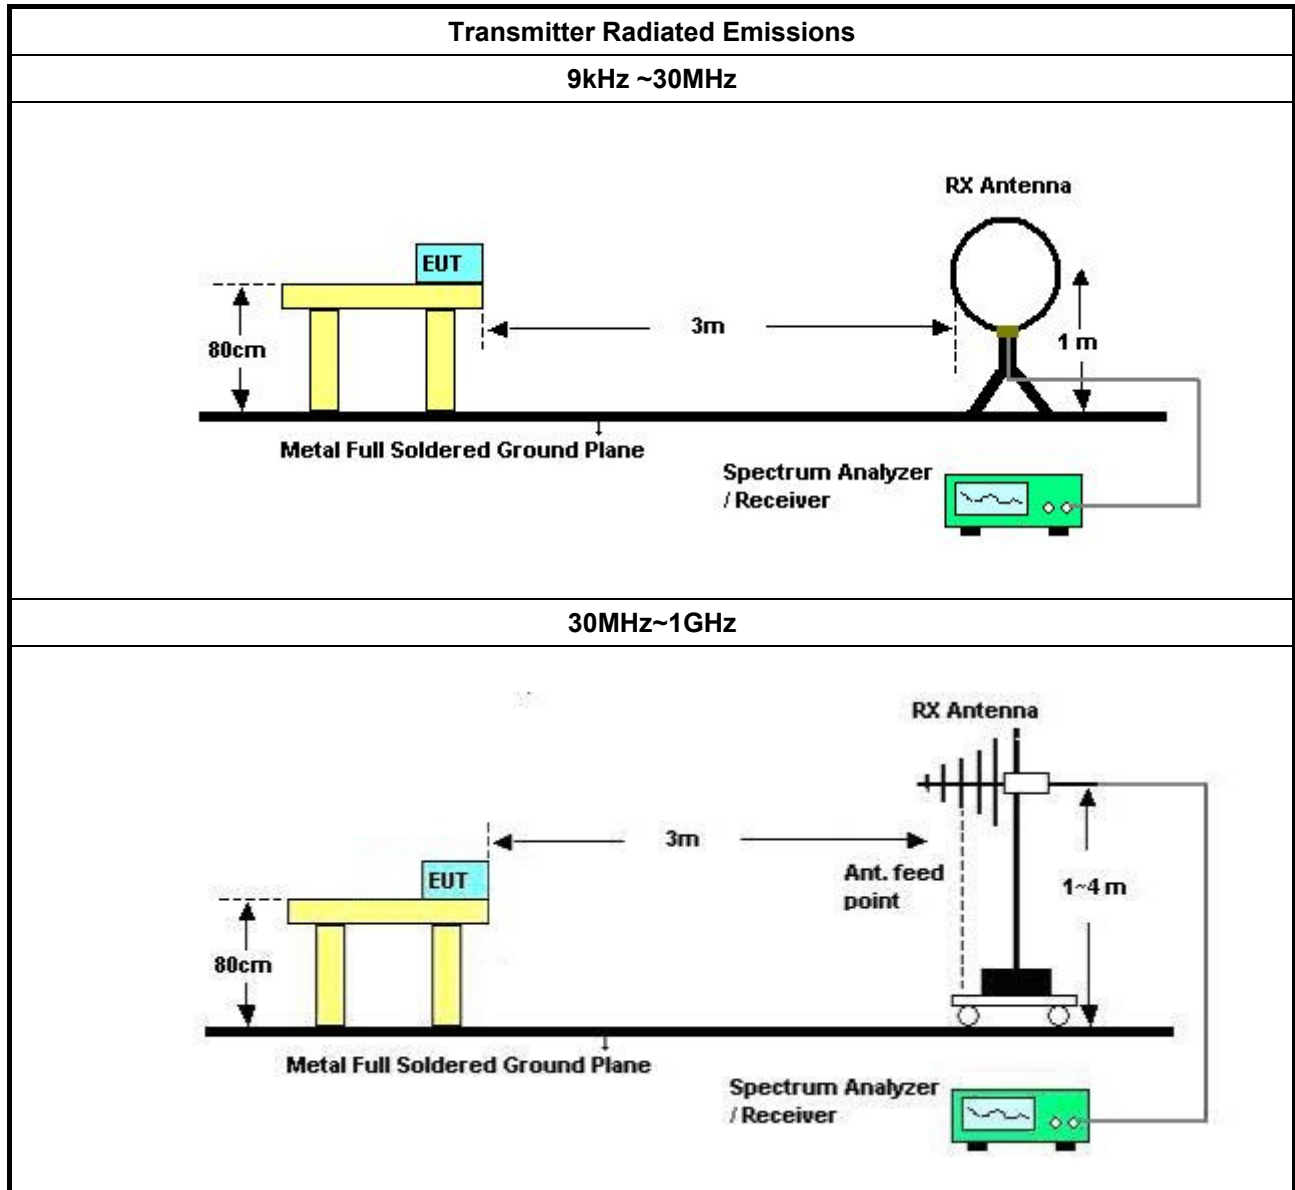 Transmitter Radiated Emissions
9kHz ~30MHz
RX Antenna
EUT
3m
80cm
1 m
Metal Full Soldered Ground Plane
Spectrum Analyzer
/ Receiver
30MHz~1GHz
RX Antenna
3m
EUT
Ant. feed
point
1~4 m
80cm
Metal Full Soldered Ground Plane
Spectrum Analyzer
/ Receiver